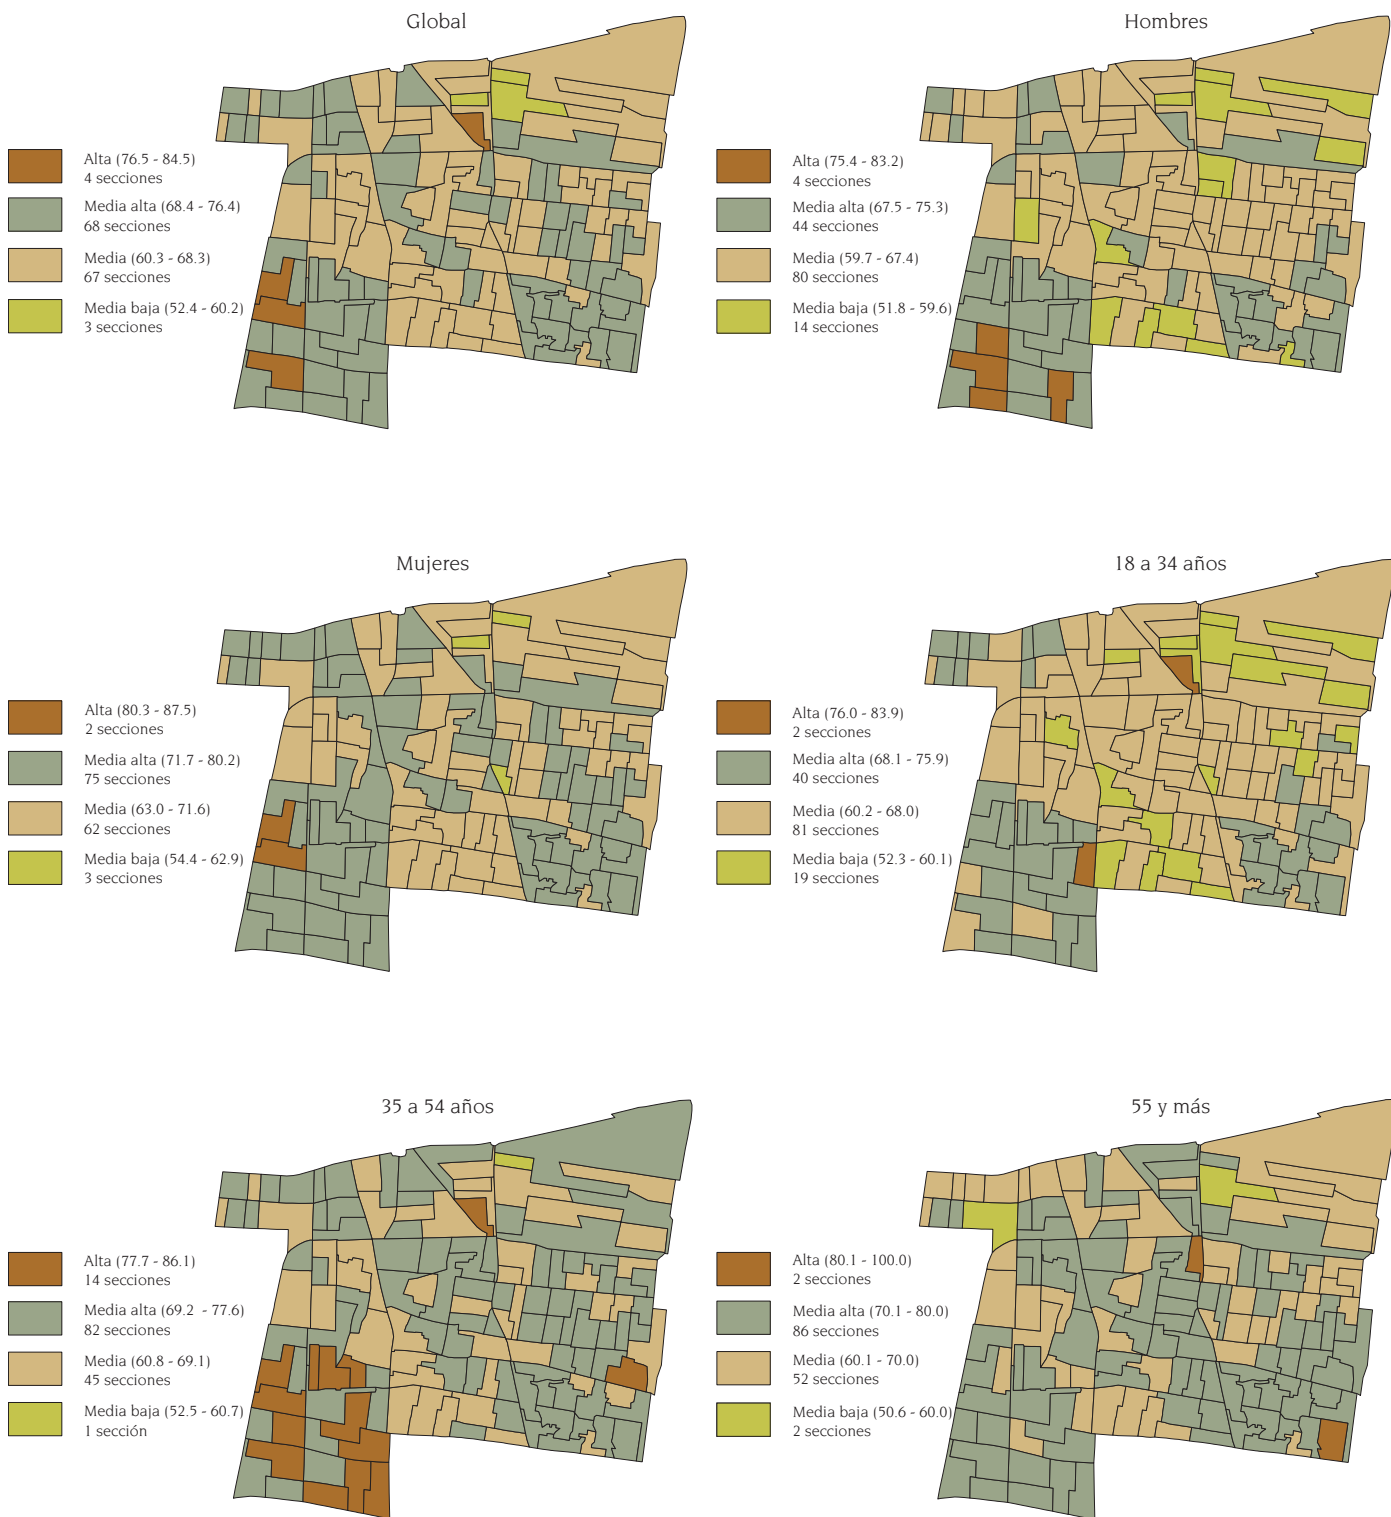 Global
Alta (76.5 - 84.5)
4 secciones
Media alta (68.4 - 76.4)
68 secciones
Media (60.3 - 68.3)
67 secciones
Media baja (52.4 - 60.2)
3 secciones
Hombres
Alta (75.4 - 83.2)
4 secciones
Media alta (67.5 - 75.3)
44 secciones
Media (59.7 - 67.4)
80 secciones
Media baja (51.8 - 59.6)
14 secciones
Mujeres
Alta (80.3 - 87.5)
2 secciones
Media alta (71.7 - 80.2)
75 secciones
Media (63.0 - 71.6)
62 secciones
Media baja (54.4 - 62.9)
3 secciones
18 a 34 años
Alta (76.0 - 83.9)
2 secciones
Media alta (68.1 - 75.9)
40 secciones
Media (60.2 - 68.0)
81 secciones
Media baja (52.3 - 60.1)
19 secciones
35 a 54 años
Alta (77.7 - 86.1)
14 secciones
Media alta (69.2 - 77.6)
82 secciones
Media (60.8 - 69.1)
45 secciones
Media baja (52.5 - 60.7)
1 sección
55 y más
Alta (80.1 - 100.0)
2 secciones
Media alta (70.1 - 80.0)
86 secciones
Media (60.1 - 70.0)
52 secciones
Media baja (50.6 - 60.0)
2 secciones